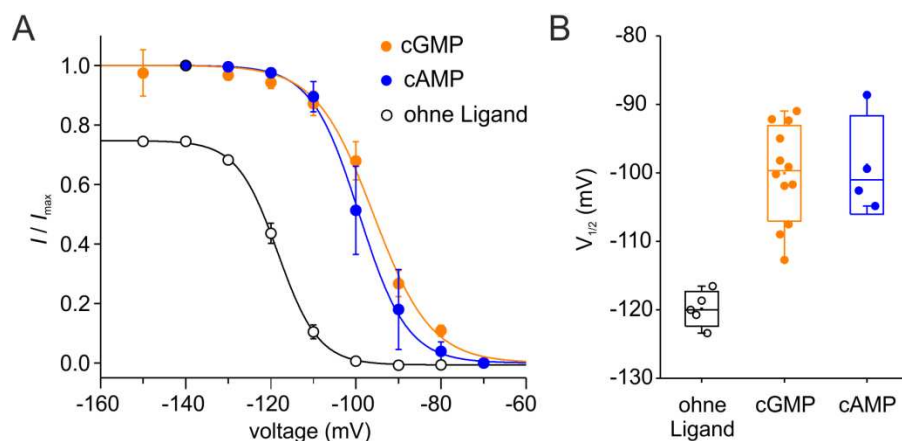 A
cGMP
cAMP
ohne Ligand
I / Imax
1.0
0.8
0.6
0.4
0.2
0.0
-160 -140 -120 -100 -80 -60
voltage (mV)
B
V1/2 (mV)
-80
-90
-100
-110
-120
-130
ohne
Ligand
cGMP
cAMP